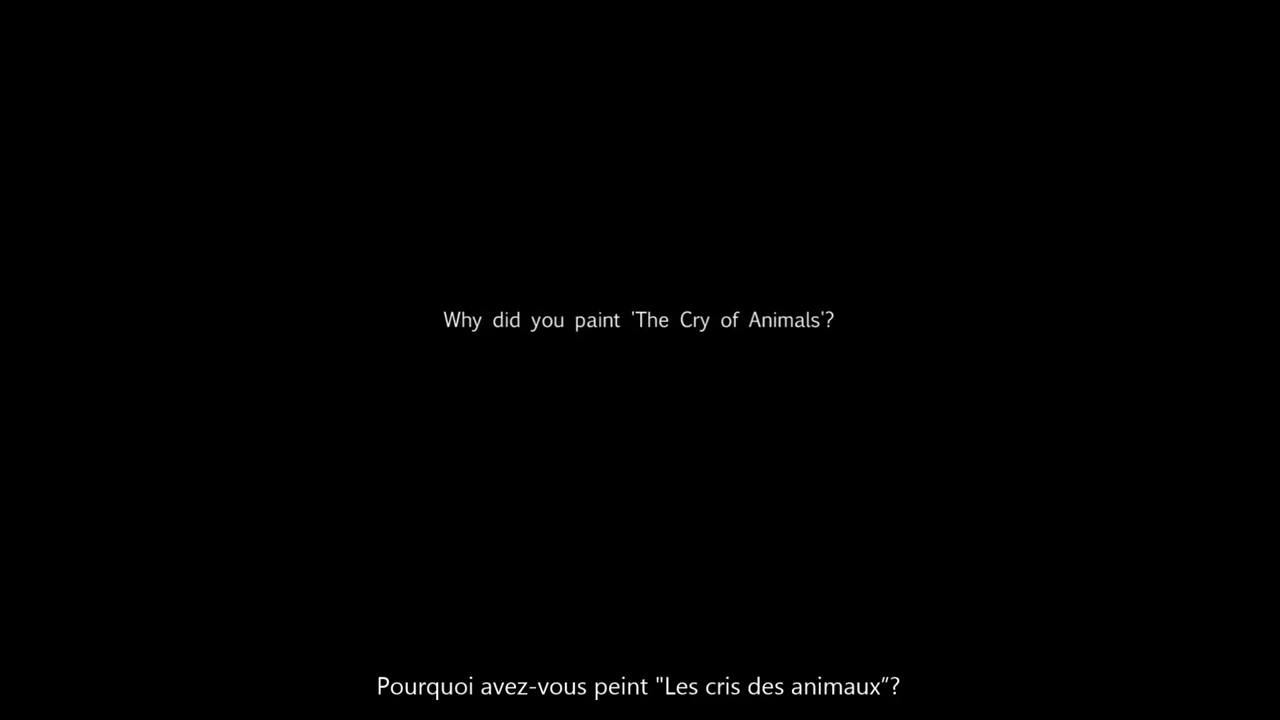 Why did you paint 'The Cry of Animals'?
Pourquoi avez-vous peint "Les cris des animaux”?